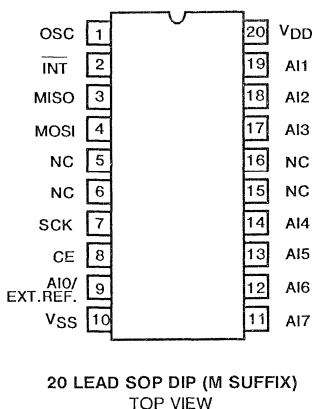 OSC 1 20 VDD
INT 2 19 AI1
MISO 3 18 AI2
MOSI 4 17 AI3
NC 5 16 NC
NC 6 15 NC
SCK 7 14 AI4
CE 8 13 AI5
AI0/
EXT.REF. 9 12 AI6
VSS 10 11 AI7
20 LEAD SOP DIP (M SUFFIX)
TOP VIEW